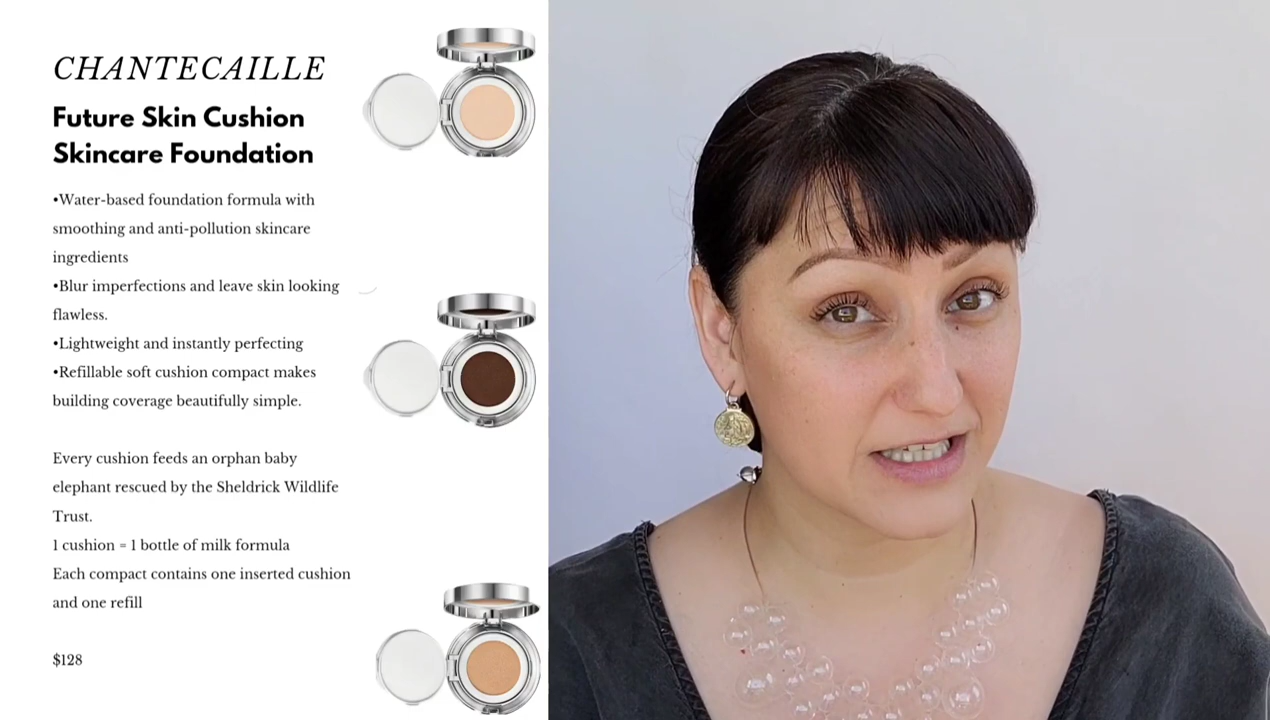 CHANTECAILLE
Future Skin Cushion
Skincare Foundation
•Water-based foundation formula with
smoothing and anti-pollution skincare
ingredients
•Blur imperfections and leave skin looking
flawless.
•Lightweight and instantly perfecting
•Refillable soft cushion compact makes
building coverage beautifully simple.
Every cushion feeds an orphan baby
elephant rescued by the Sheldrick Wildlife
Trust.
1 cushion = 1 bottle of milk formula
Each compact contains one inserted cushion
and one refill
$128